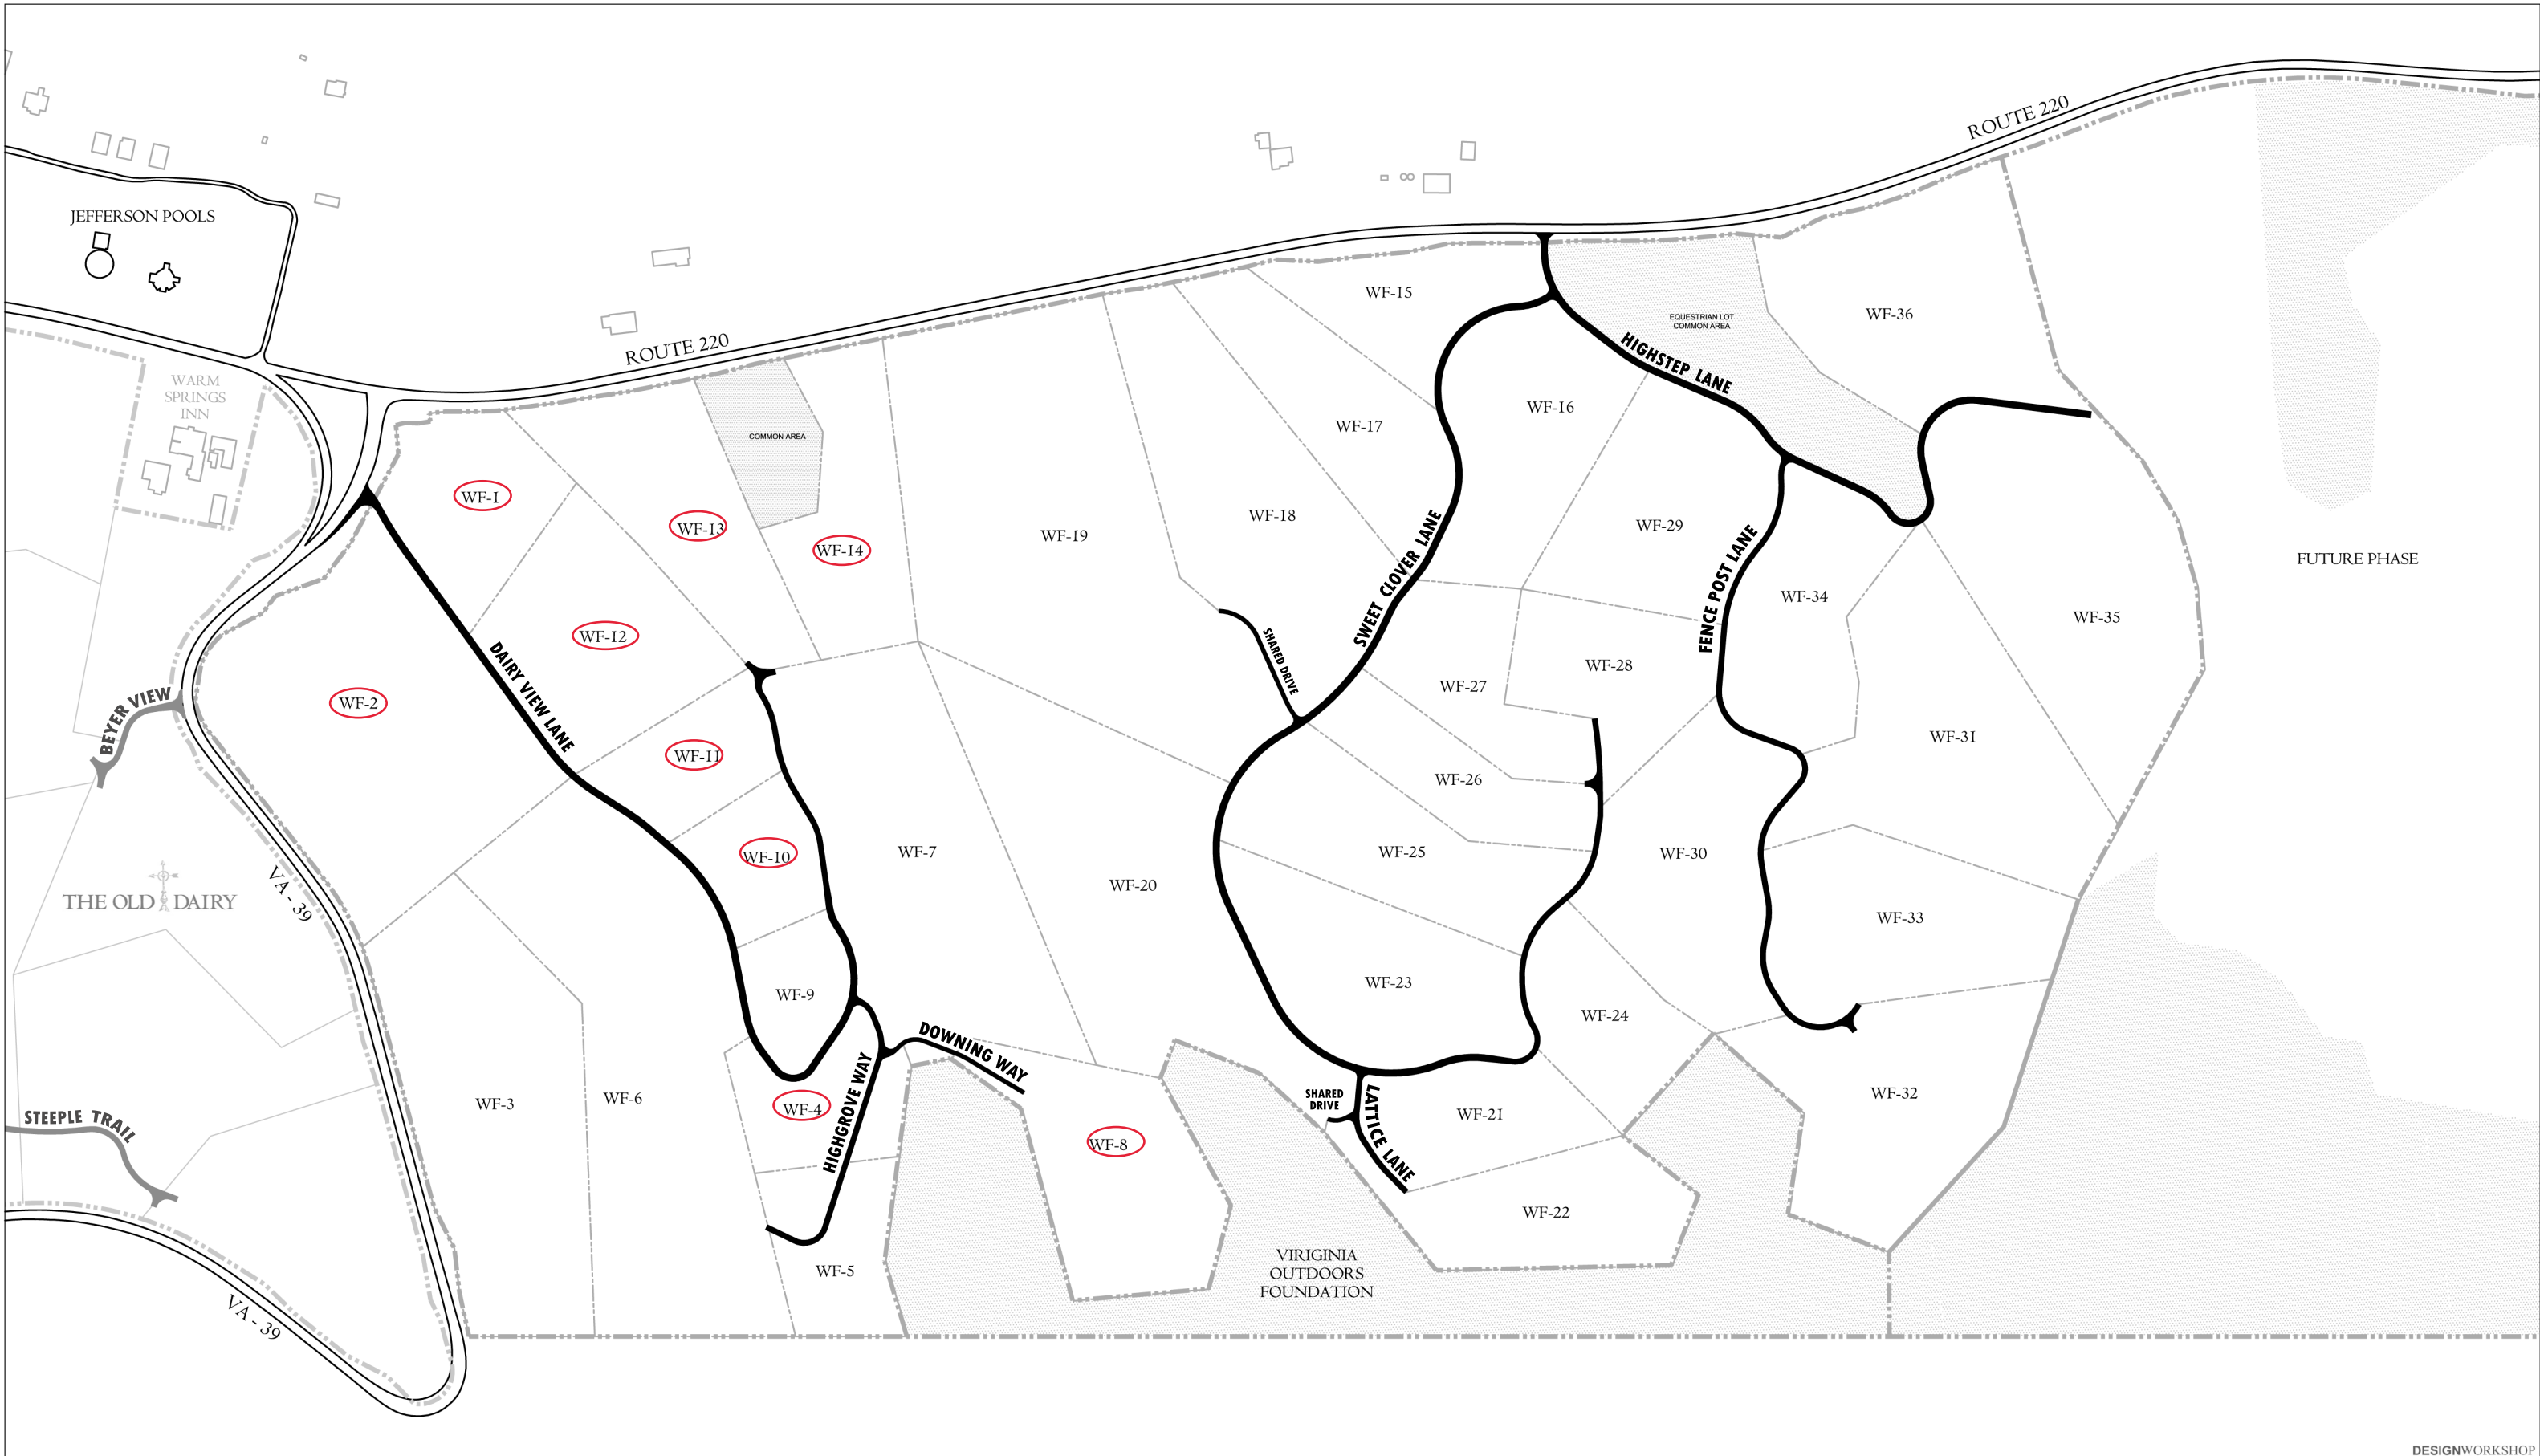 ROUTE 220
JEFFERSON POOLS
WF-15
WF-36
EQUESTRIAN LOT
COMMON AREA
ROUTE 220
HIGHSTEP LANE
WARM
SPRINGS
INN
WF-16
WF-17
COMMON AREA
WF-1
WF-13
WF-14
WF-18
WF-19
WF-29
SWEET CLOVER LANE
FENCE POST LANE
FUTURE PHASE
WF-34
WF-35
WF-12
DAIRY VIEW LANE
SHARED DRIVE
WF-28
WF-27
BEYER VIEW
WF-2
WF-31
WF-11
WF-26
WF-10
WF-7
WF-25
WF-30
WF-20
THE OLD DAIRY
VA - 39
WF-33
WF-23
WF-9
WF-24
DOWNING WAY
HIGHGROVE WAY
WF-3
WF-6
WF-4
SHARED
DRIVE
LATTICE LANE
WF-21
WF-32
STEEPLE TRAIL
WF-8
WF-22
WF-5
VIRIGINIA
OUTDOORS
FOUNDATION
VA - 39
DESIGNWORKSHOP